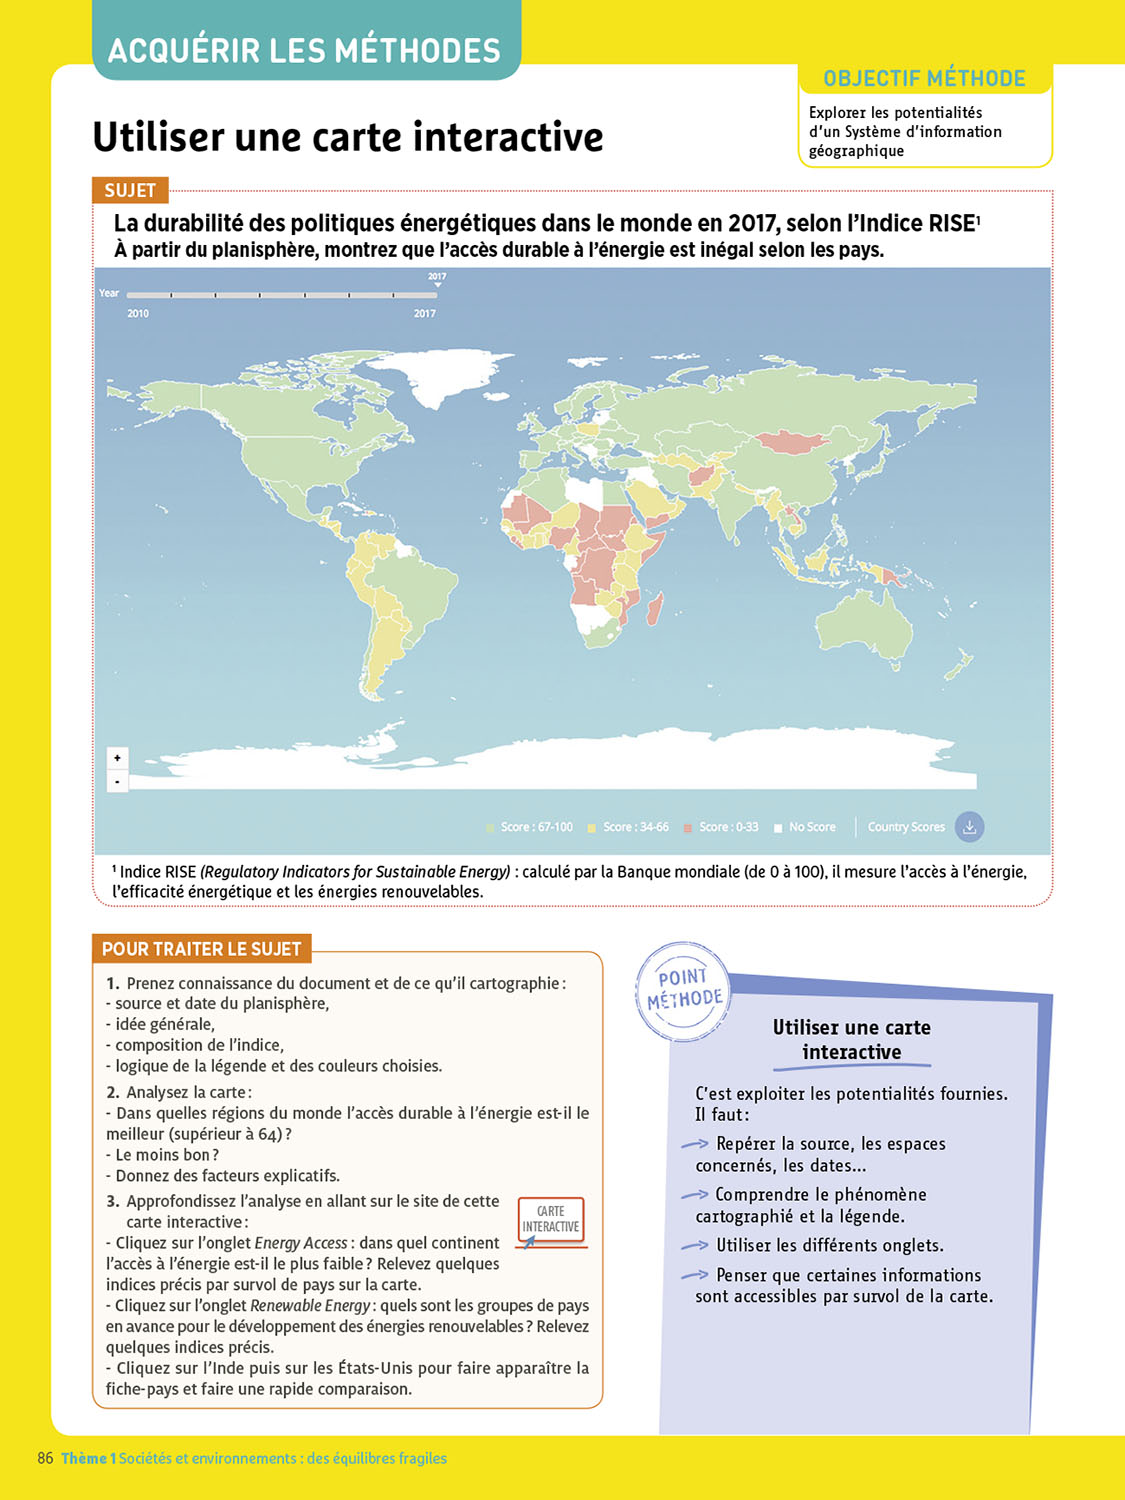 ACQUÉRIR LES MÉTHODES
OBJECTIF MÉTHODE
Explorer les potentialités
d'un Système d'information
géographique
Utiliser une carte interactive
SUJET
La durabilité des politiques énergétiques dans le monde en 2017, selon l'Indice RISE¹
À partir du planisphère, montrez que l'accès durable à l'énergie est inégal selon les pays.
2017
Year
2010 2017
+
-
Score : 67-100 Score : 34-66 Score : 0-33 No Score Country Scores
¹ Indice RISE (Regulatory Indicators for Sustainable Energy) : calculé par la Banque mondiale (de 0 à 100), il mesure l'accès à l'énergie,
l'efficacité énergétique et les énergies renouvelables.
POUR TRAITER LE SUJET
1. Prenez connaissance du document et de ce qu'il cartographie :
- source et date du planisphère,
- idée générale,
- composition de l'indice,
- logique de la légende et des couleurs choisies.
2. Analysez la carte :
- Dans quelles régions du monde l'accès durable à l'énergie est-il le
meilleur (supérieur à 64) ?
- Le moins bon ?
- Donnez des facteurs explicatifs.
3. Approfondissez l'analyse en allant sur le site de cette
carte interactive :
- Cliquez sur l'onglet Energy Access : dans quel continent
l'accès à l'énergie est-il le plus faible ? Relevez quelques
indices précis par survol de pays sur la carte.
- Cliquez sur l'onglet Renewable Energy : quels sont les groupes de pays
en avance pour le développement des énergies renouvelables ? Relevez
quelques indices précis.
- Cliquez sur l'Inde puis sur les États-Unis pour faire apparaître la
fiche-pays et faire une rapide comparaison.
CARTE
INTERACTIVE
POINT
MÉTHODE
Utiliser une carte
interactive
C'est exploiter les potentialités fournies.
Il faut :
Repérer la source, les espaces
concernés, les dates...
Comprendre le phénomène
cartographié et la légende.
Utiliser les différents onglets.
Penser que certaines informations
sont accessibles par survol de la carte.
86 Thème 1 Sociétés et environnements : des équilibres fragiles